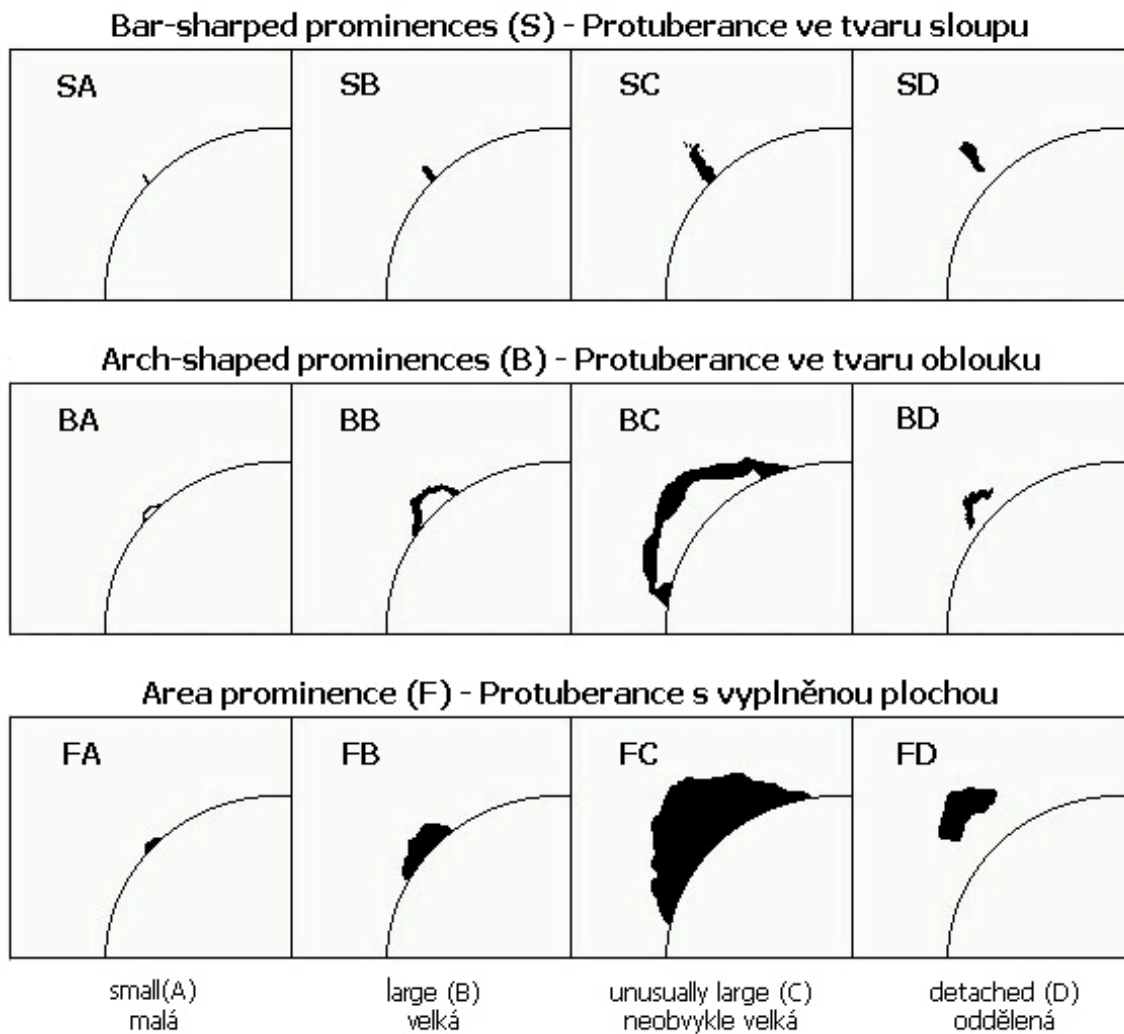 Bar-sharped prominences (S) - Protuberance ve tvaru sloupu
SA SB SC SD
Arch-shaped prominences (B) - Protuberance ve tvaru oblouku
BA BB BC BD
Area prominence (F) - Protuberance s vyplněnou plochou
FA FB FC FD
small(A) large (B) unusually large (C) detached (D)
malá velká neobvykle velká oddělená